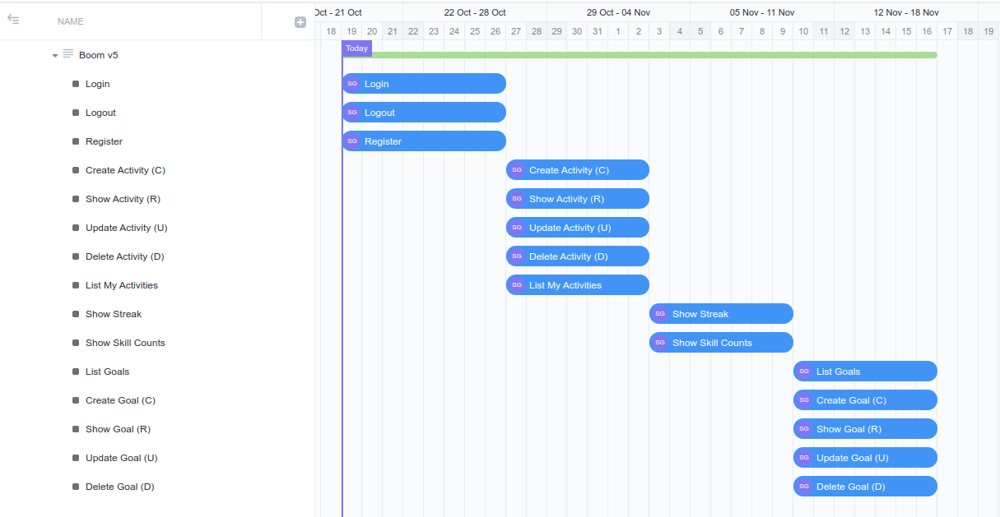 NAME
Oct - 21 Oct 22 Oct - 28 Oct 29 Oct - 04 Nov 05 Nov - 11 Nov 12 Nov - 18 Nov
18 19 20 21 22 23 24 25 26 27 28 29 30 31 1 2 3 4 5 6 7 8 9 10 11 12 13 14 15 16 17 18 19
Today
Boom v5
Login SG Login
Logout SG Logout
Register SG Register
Create Activity (C) SG Create Activity (C)
Show Activity (R) SG Show Activity (R)
Update Activity (U) SG Update Activity (U)
Delete Activity (D) SG Delete Activity (D)
List My Activities SG List My Activities
Show Streak SG Show Streak
Show Skill Counts SG Show Skill Counts
List Goals SG List Goals
Create Goal (C) SG Create Goal (C)
Show Goal (R) SG Show Goal (R)
Update Goal (U) SG Update Goal (U)
Delete Goal (D) SG Delete Goal (D)